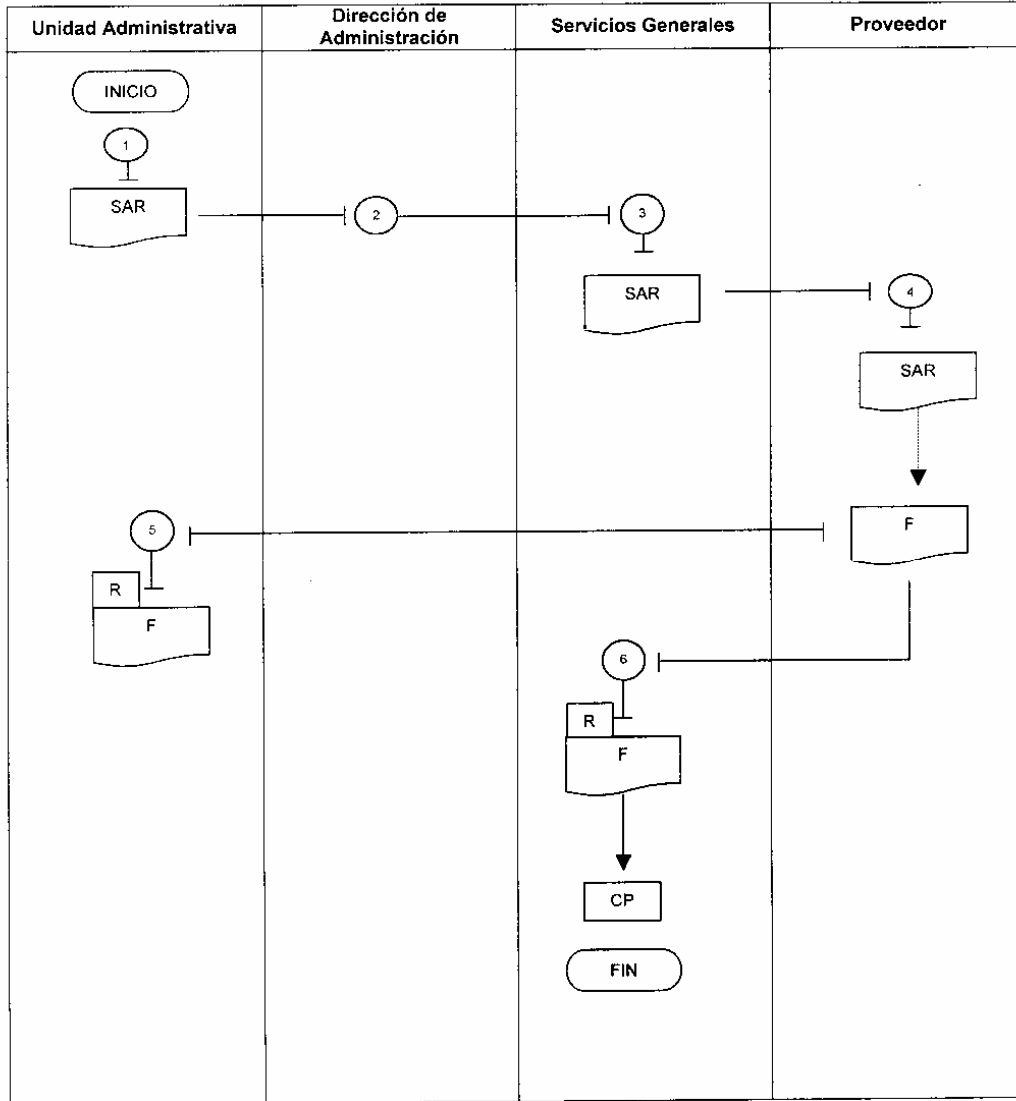 Unidad Administrativa
Dirección de
Administración
Servicios Generales
Proveedor
INICIO
1
SAR
2
3
SAR
4
SAR
F
5
R
F
6
R
F
CP
FIN